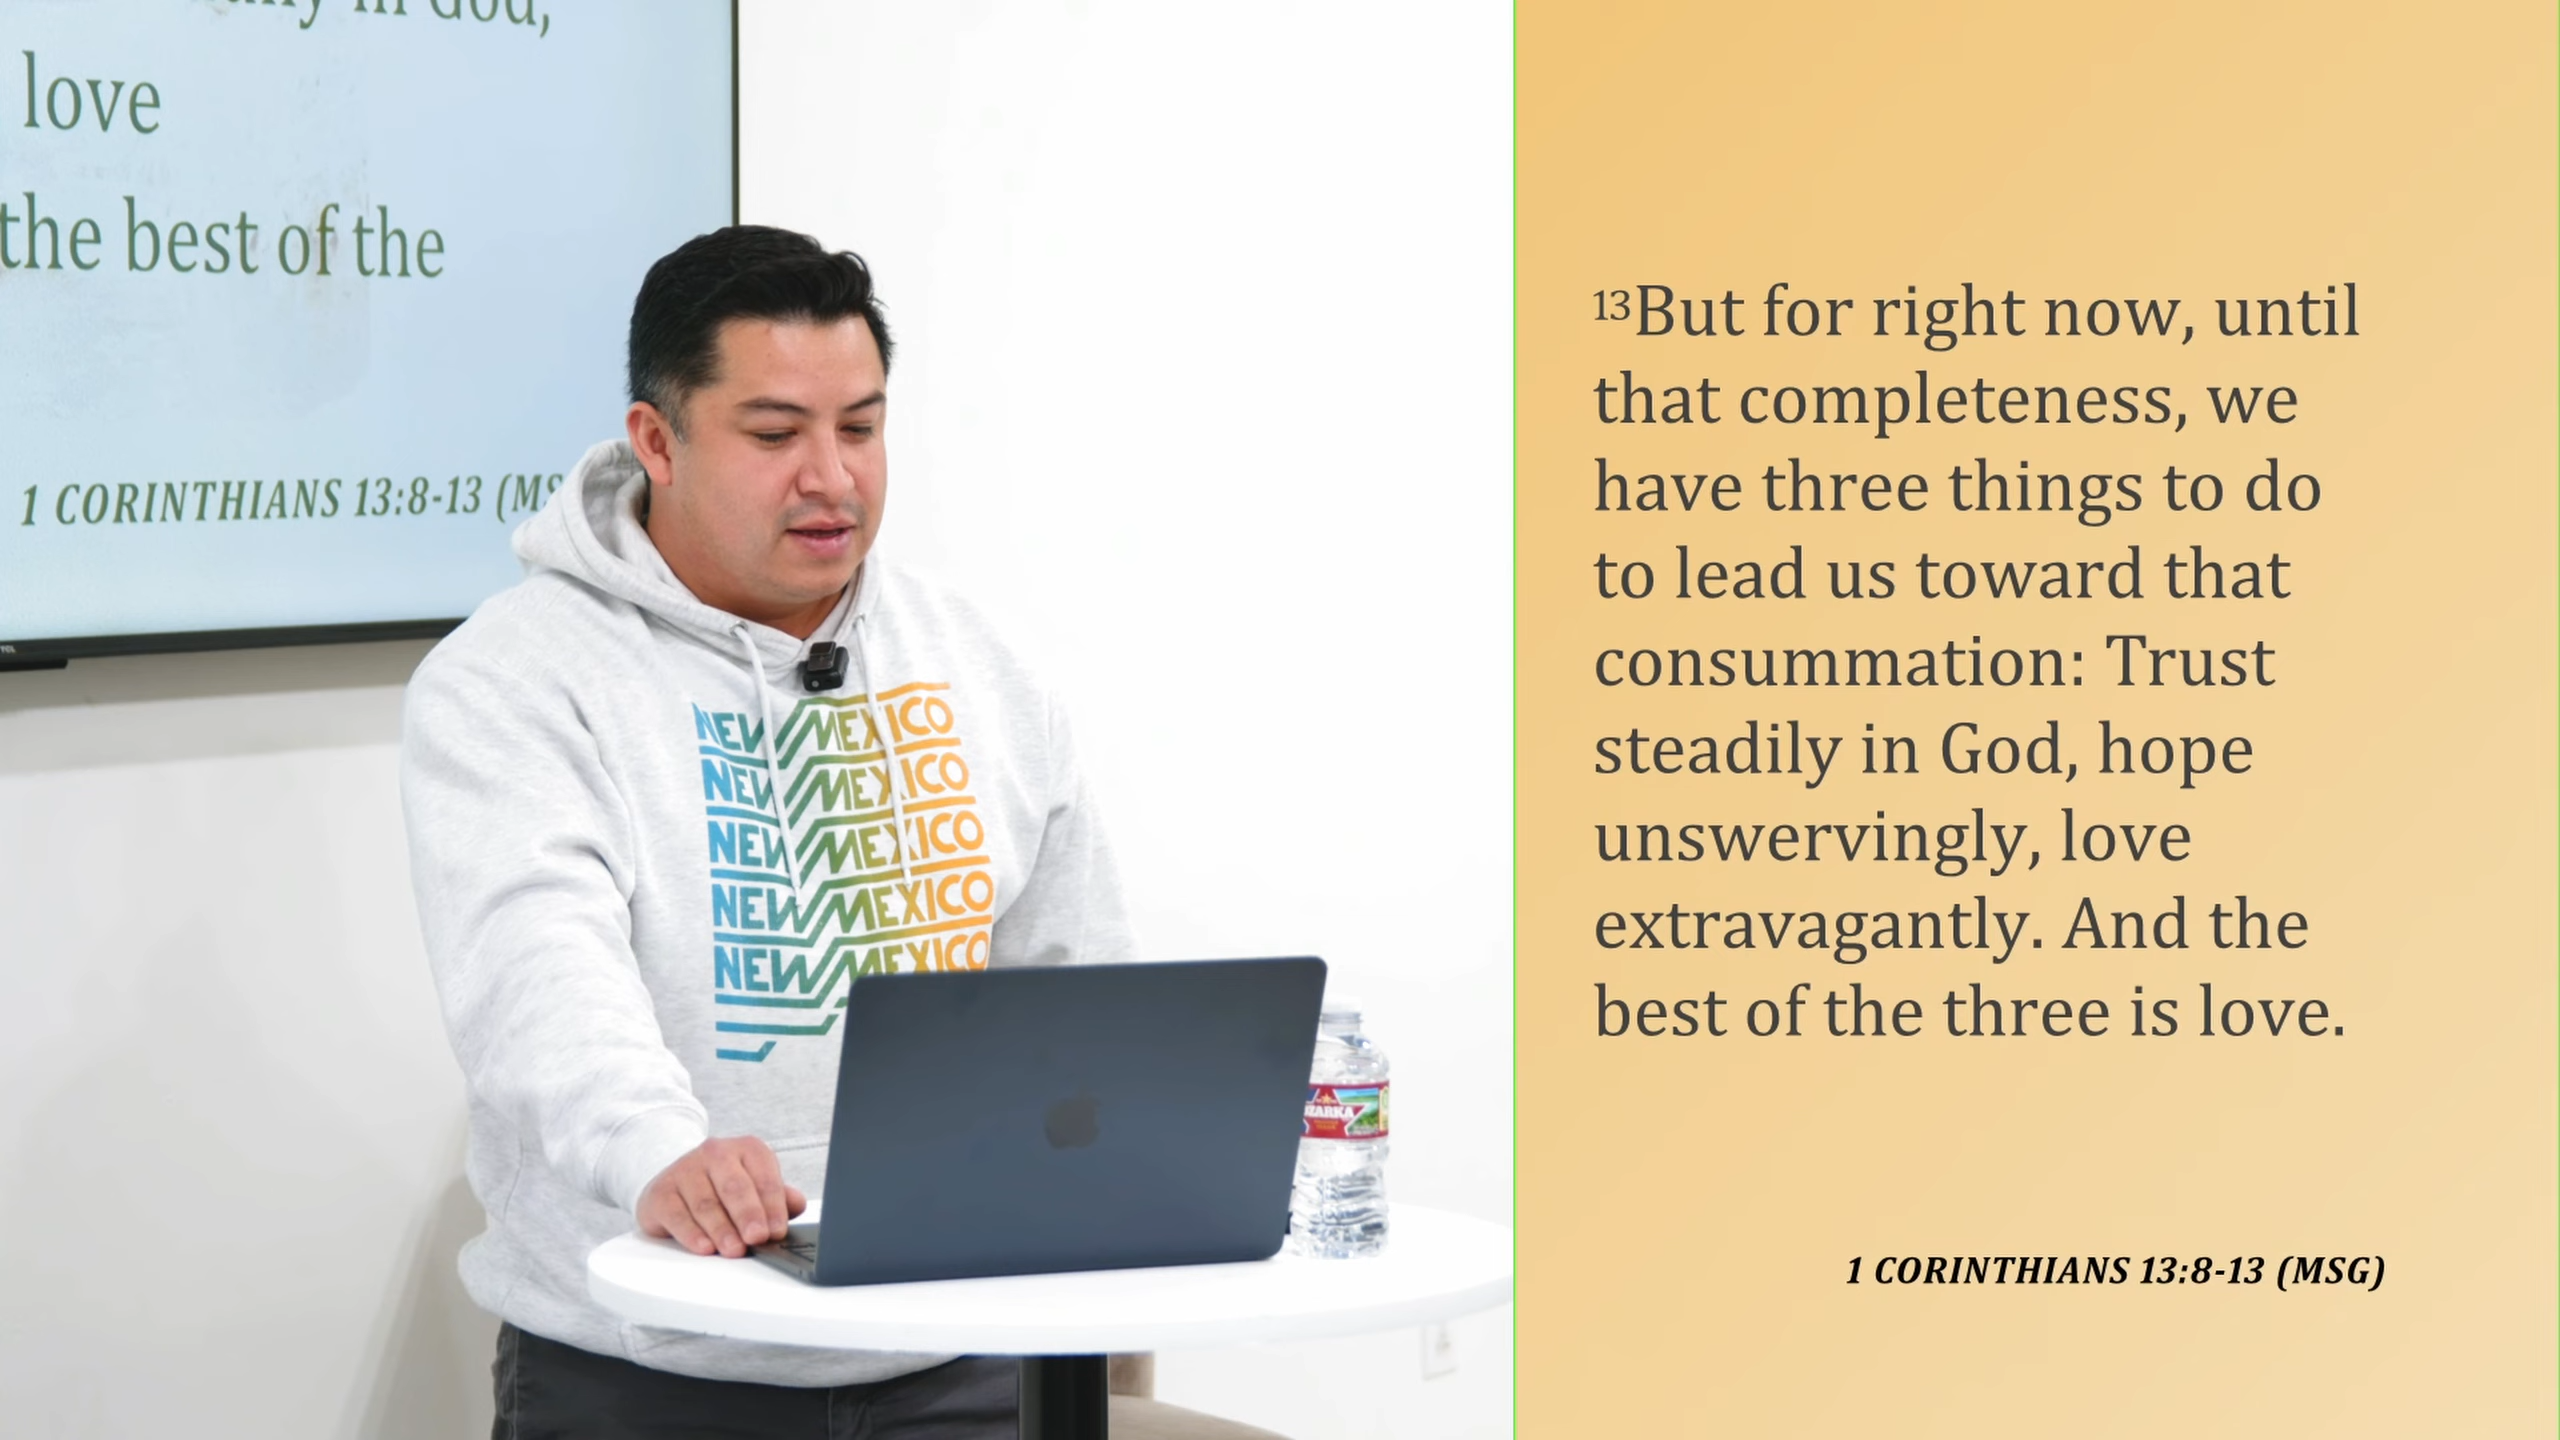 in God,
love
the best of the
1 CORINTHIANS 13:8-13 (MS
NEW MEXICO
NEW MEXICO
NEW MEXICO
NEW MEXICO
NEW MEXICO
OZARKA
¹³But for right now, until
that completeness, we
have three things to do
to lead us toward that
consummation: Trust
steadily in God, hope
unswervingly, love
extravagantly. And the
best of the three is love.
1 CORINTHIANS 13:8-13 (MSG)